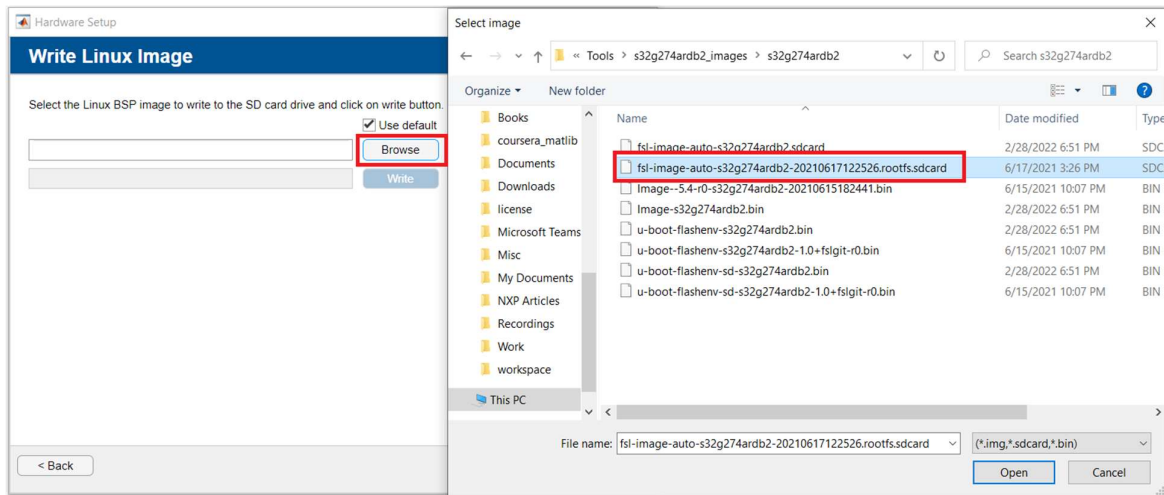 Hardware Setup
Write Linux Image
Select the Linux BSP image to write to the SD card drive and click on write button.
Use default
Browse
Write
< Back
Select image
« Tools > s32g274ardb2_images > s32g274ardb2
Search s32g274ardb2
Organize
New folder
Books
coursera_matlib
Documents
Downloads
license
Microsoft Teams
Misc
My Documents
NXP Articles
Recordings
Work
workspace
This PC
Name Date modified Type
fsl-image-auto-s32g274ardb2.sdcard 2/28/2022 6:51 PM SDC
fsl-image-auto-s32g274ardb2-20210617122526.rootfs.sdcard 6/17/2021 3:26 PM SDC
Image--5.4-r0-s32g274ardb2-20210615182441.bin 6/15/2021 10:07 PM BIN
Image-s32g274ardb2.bin 2/28/2022 6:51 PM BIN
u-boot-flashenv-s32g274ardb2.bin 2/28/2022 6:51 PM BIN
u-boot-flashenv-s32g274ardb2-1.0+fslgit-r0.bin 6/15/2021 10:07 PM BIN
u-boot-flashenv-sd-s32g274ardb2.bin 2/28/2022 6:51 PM BIN
u-boot-flashenv-sd-s32g274ardb2-1.0+fslgit-r0.bin 6/15/2021 10:07 PM BIN
File name: fsl-image-auto-s32g274ardb2-20210617122526.rootfs.sdcard (*.img,*.sdcard,*.bin)
Open Cancel